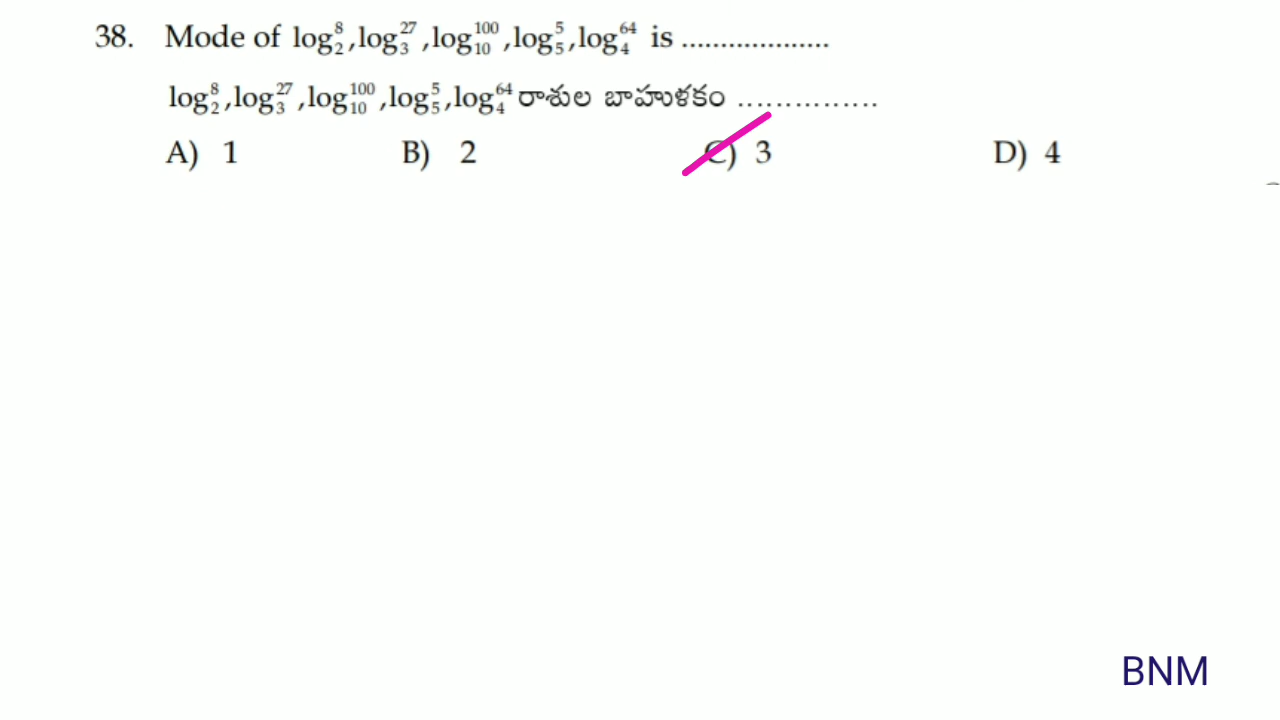 38. Mode of log₂⁸, log₃²⁷, log₁₀¹⁰⁰, log₅⁵, log₄⁶⁴ is ...................
log₂⁸, log₃²⁷, log₁₀¹⁰⁰, log₅⁵, log₄⁶⁴ రాశుల బాహుళకం ...............
A) 1 B) 2 C) 3 D) 4
BNM